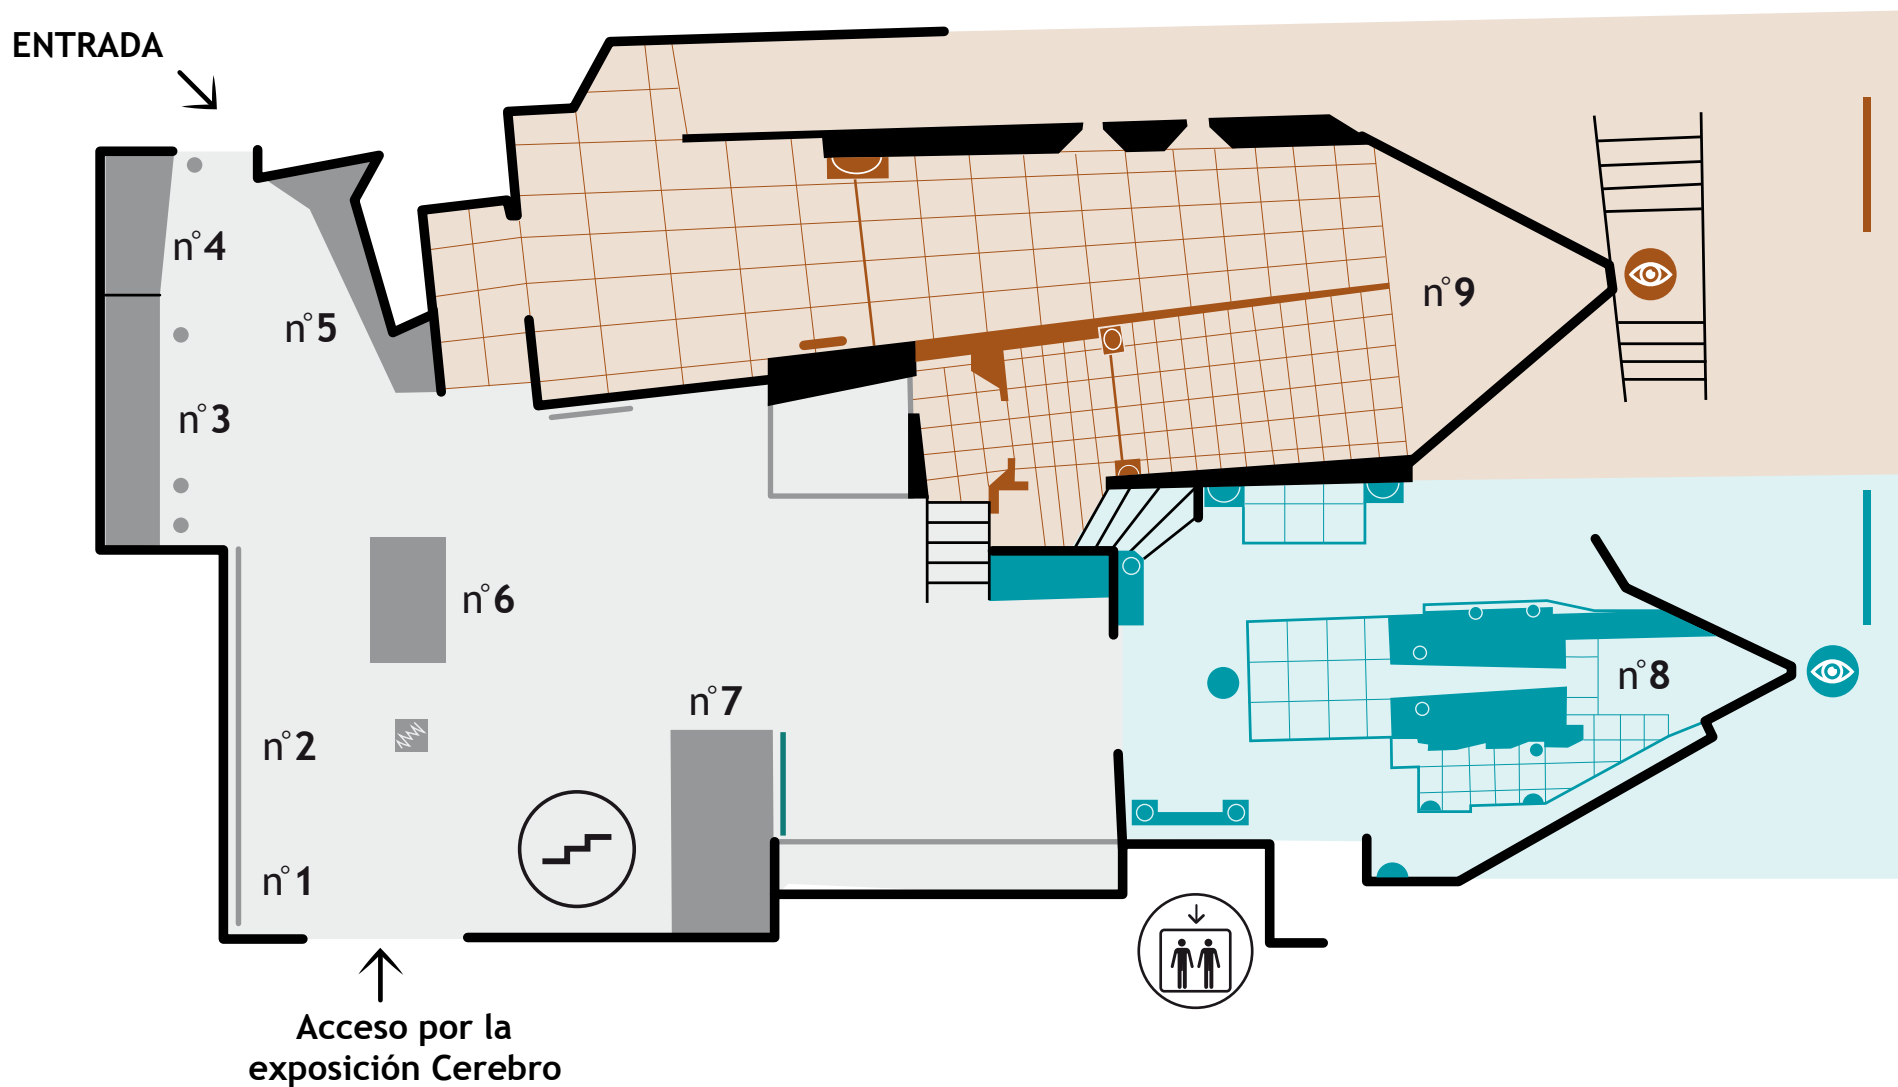 ENTRADA
n°4
n°5
n°9
n°3
n°6
n°8
n°7
n°2
n°1
Acceso por la
exposición Cerebro